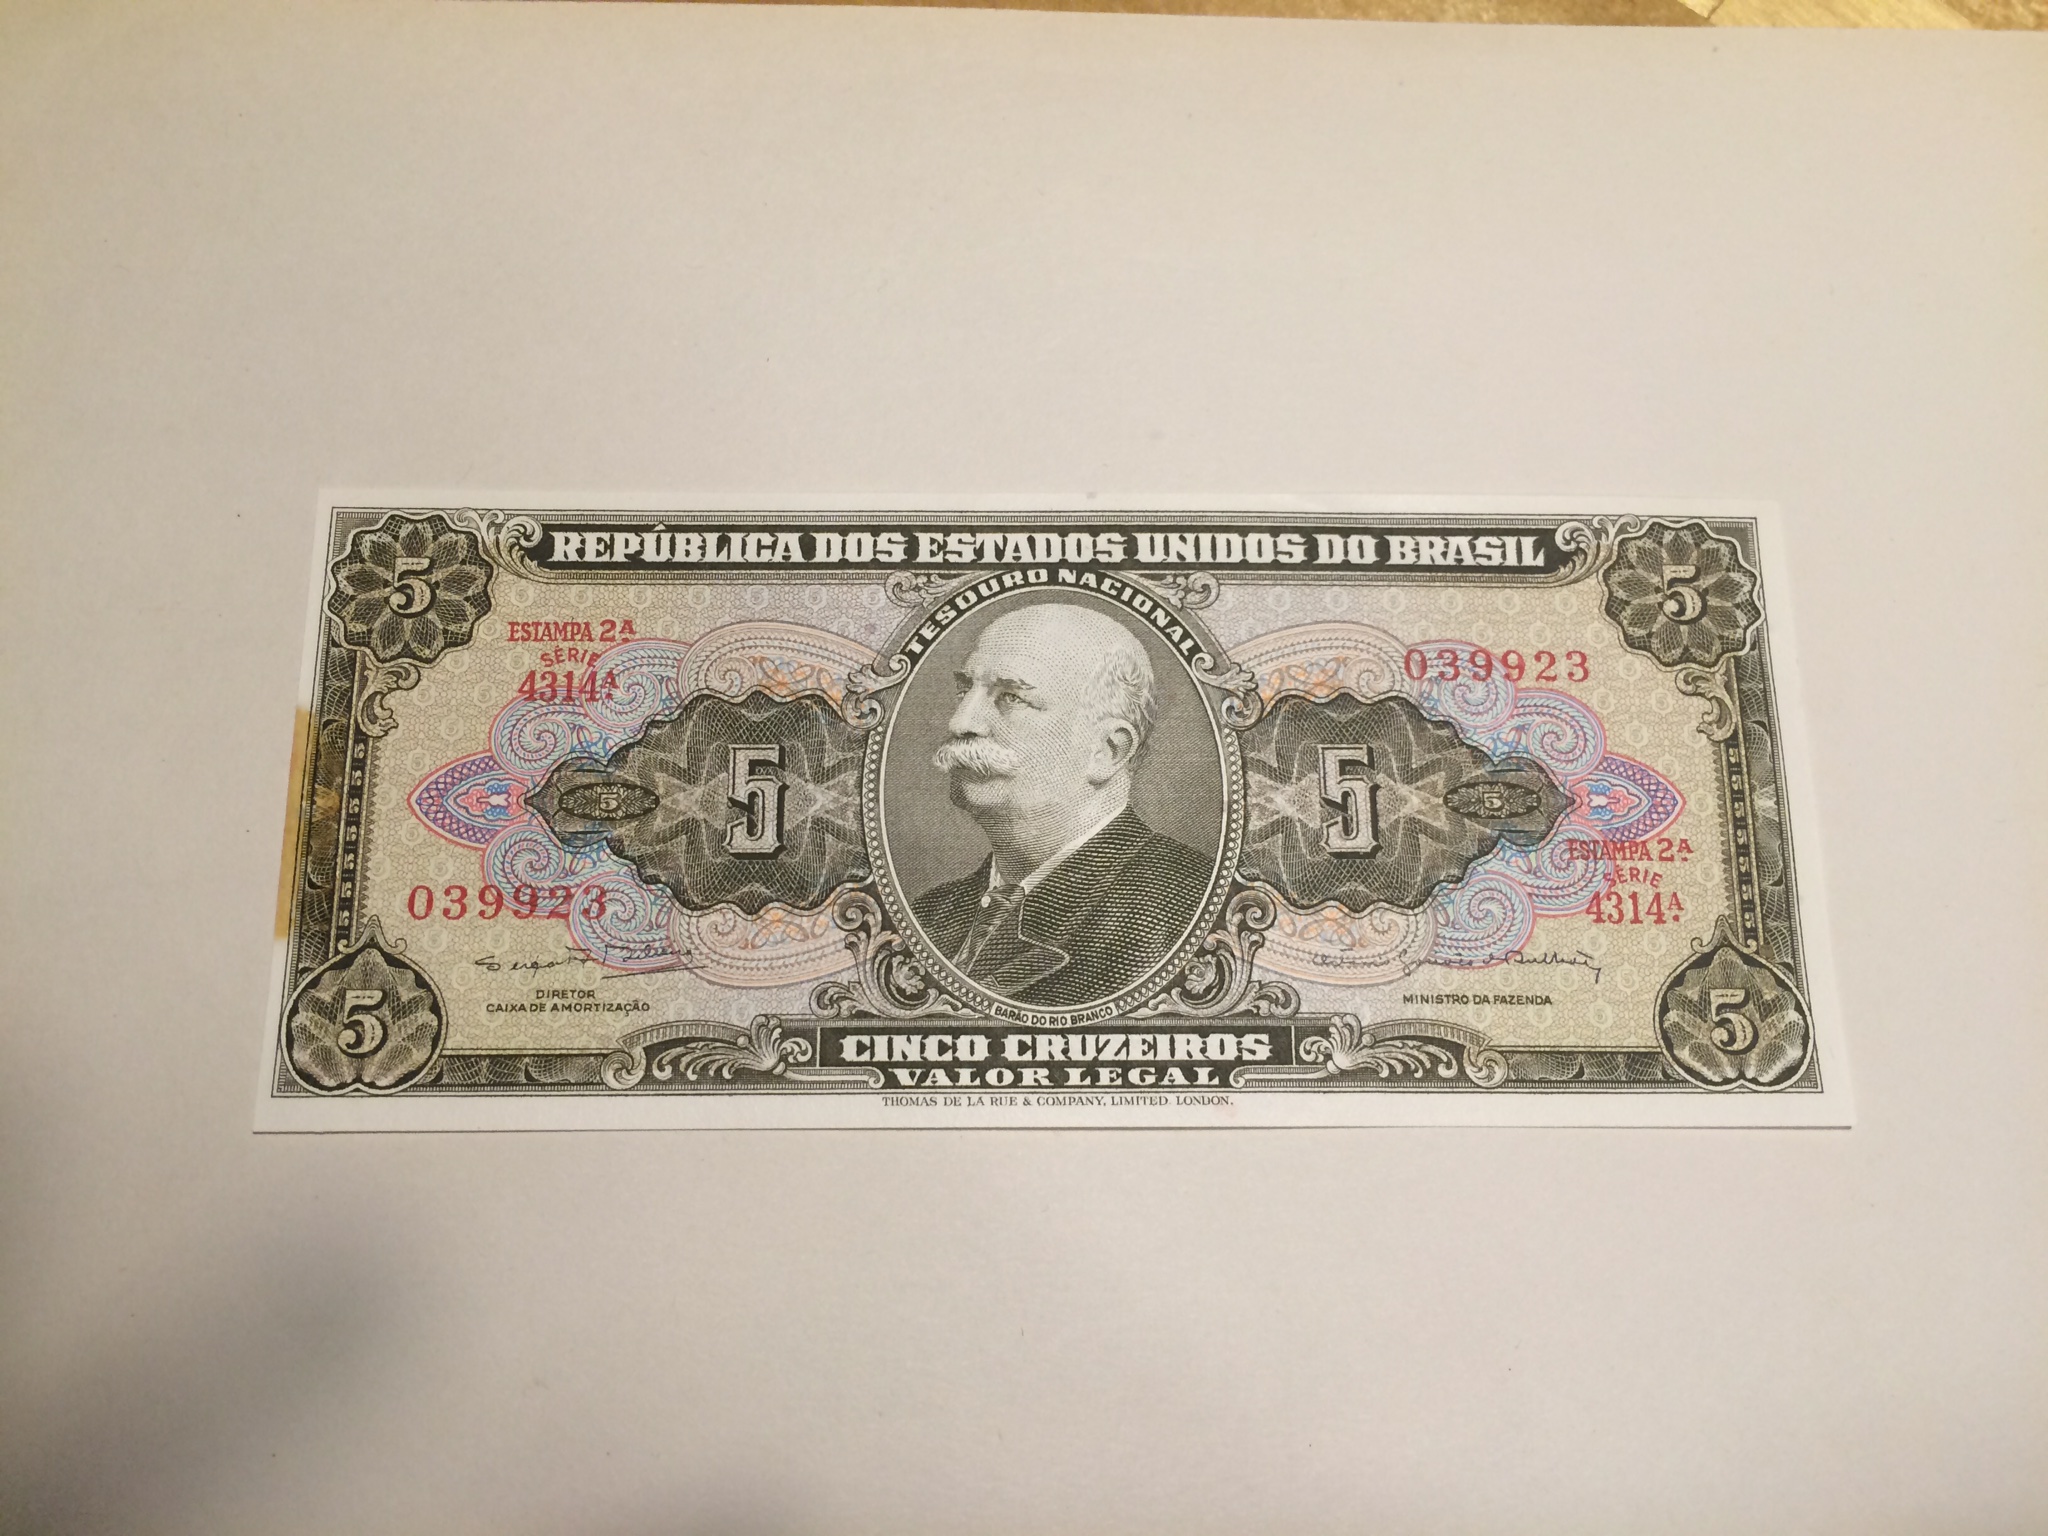 REPÚBLICA DOS ESTADOS UNIDOS DO BRASIL
TESOURO NACIONAL
5
5
ESTAMPA 2A
SÉRIE
4314A
039923
5
5
5
5
ESTAMPA 2A
SÉRIE
4314A
039923
DIRETOR
CAIXA DE AMORTIZAÇÃO
MINISTRO DA FAZENDA
BARÃO DO RIO BRANCO
5
5
CINCO CRUZEIROS
VALOR LEGAL
THOMAS DE LA RUE & COMPANY, LIMITED. LONDON.